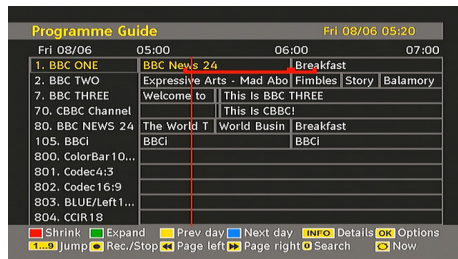 Programme Guide Fri 08/06 05:20
Fri 08/06 05:00 06:00 07:00
1. BBC ONE BBC News 24 Breakfast
2. BBC TWO Expressive Arts - Mad Abo Fimbles Story Balamory
7. BBC THREE Welcome to This Is BBC THREE
70. CBBC Channel This Is CBBC!
80. BBC NEWS 24 The World T World Busin Breakfast
105. BBCi BBCi BBCi
800. ColorBar10...
801. Codec4:3
802. Codec16:9
803. BLUE/Left1...
804. CCIR18
Shrink Expand Prev day Next day INFO Details OK Options
1...9 Jump Rec./Stop Page left Page right 0 Search Now